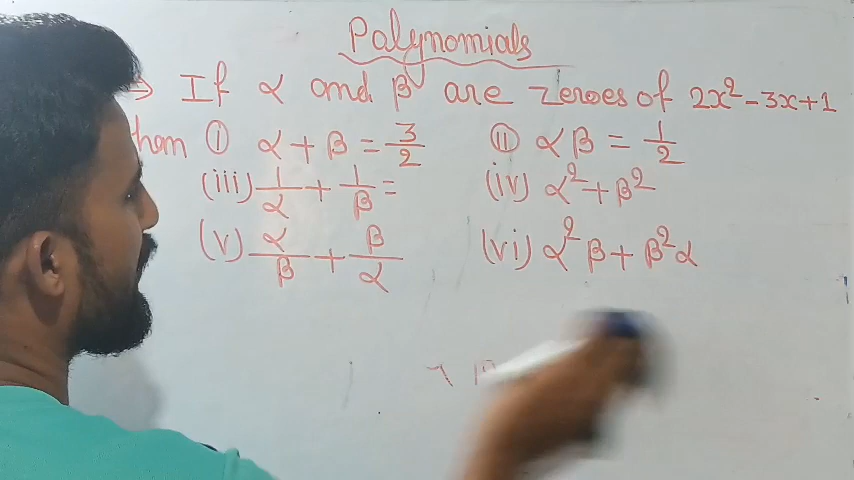 Polynomials
⇒ If α and β are zeroes of 2x² - 3x + 1
then ① α + β = 3/2 ② αβ = 1/2
(iii) 1/α + 1/β = (iv) α² + β²
(v) α/β + β/α (vi) α²β + β²α